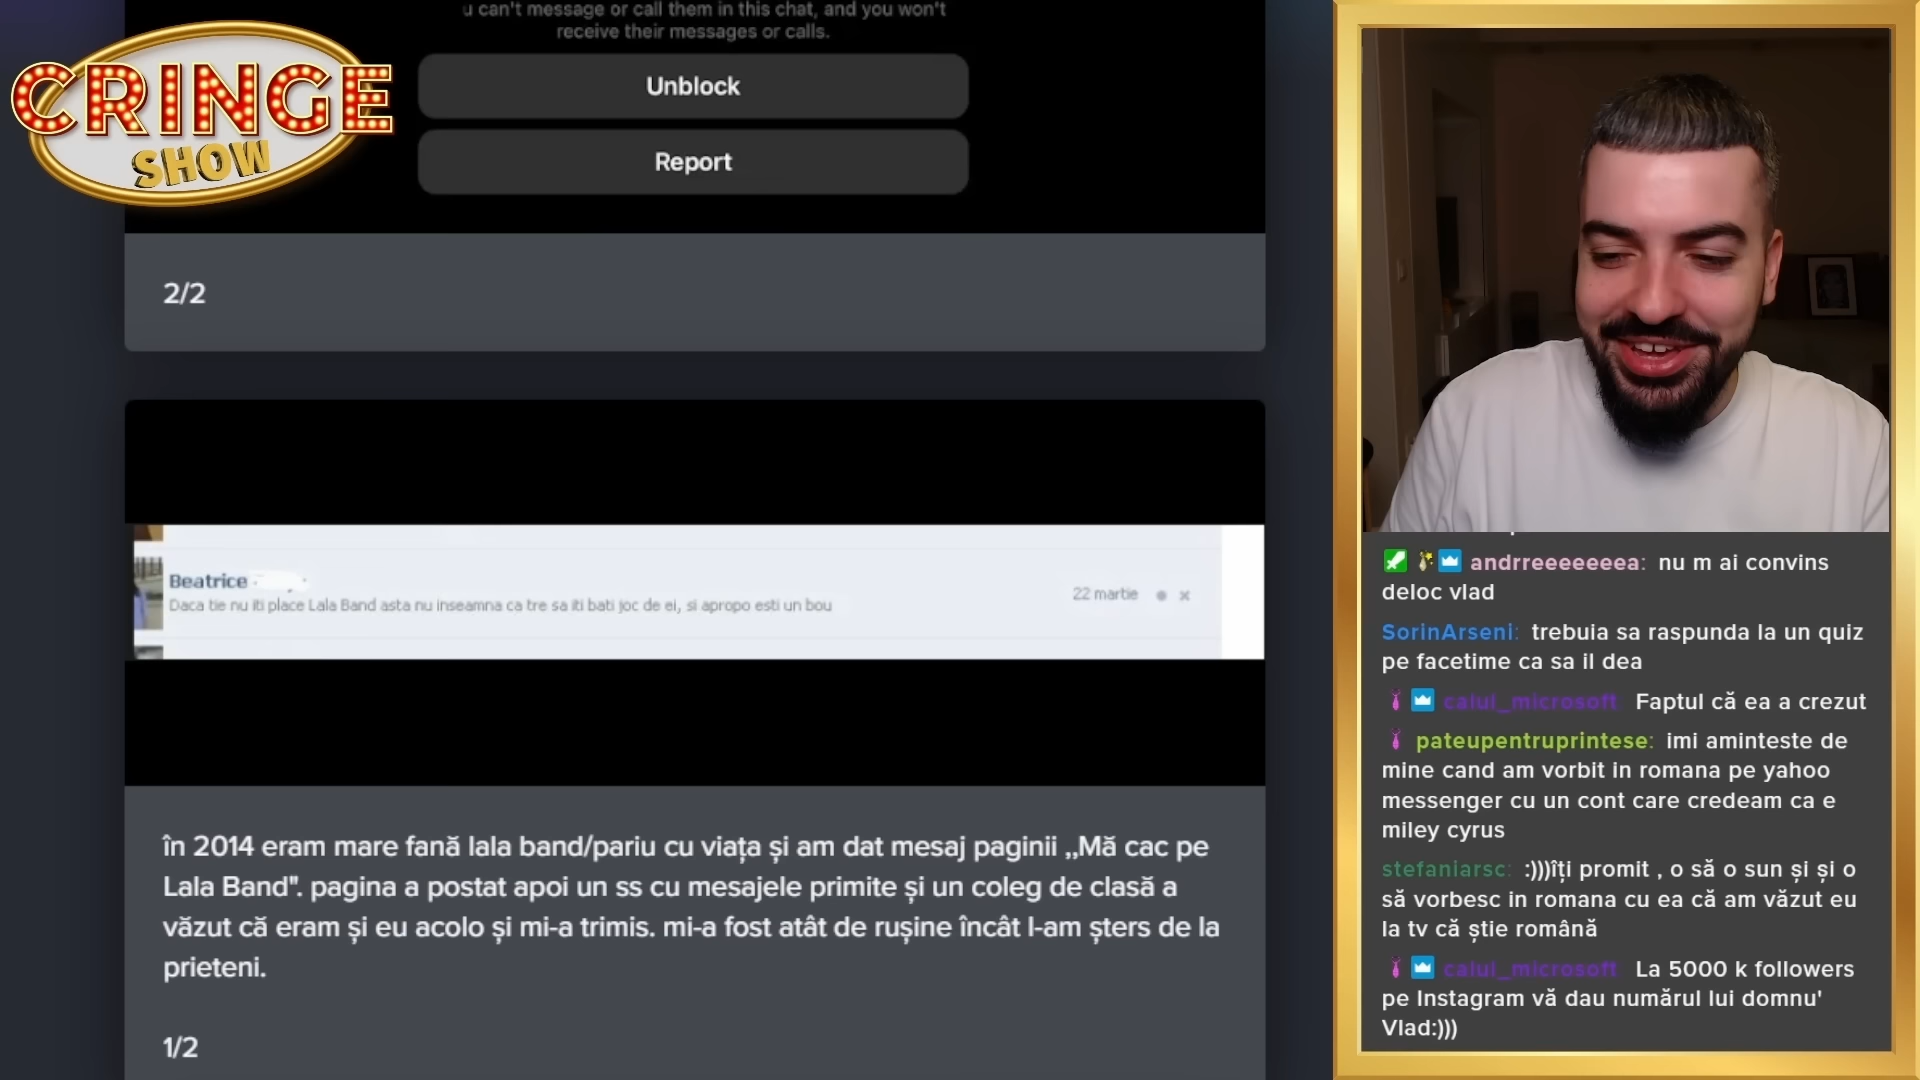 CRINGE
SHOW
u can't message or call them in this chat, and you won't
receive their messages or calls.
Unblock
Report
2/2
Beatrice
Daca tie nu iti place Lala Band asta nu inseamna ca tre sa iti bati joc de ei, si apropo esti un bou
22 martie
în 2014 eram mare fană lala band/pariu cu viața și am dat mesaj paginii ,,Mă cac pe
Lala Band". pagina a postat apoi un ss cu mesajele primite și un coleg de clasă a
văzut că eram și eu acolo și mi-a trimis. mi-a fost atât de rușine încât l-am șters de la
prieteni.
1/2
andrreeeeeeea: nu m ai convins
deloc vlad
SorinArseni: trebuia sa raspunda la un quiz
pe facetime ca sa il dea
calul_microsoft Faptul că ea a crezut
pateupentruprintese: imi aminteste de
mine cand am vorbit in romana pe yahoo
messenger cu un cont care credeam ca e
miley cyrus
stefaniarsc: :)))îți promit , o să o sun și și o
să vorbesc in romana cu ea că am văzut eu
la tv că știe română
calul_microsoft La 5000 k followers
pe Instagram vă dau numărul lui domnu'
Vlad:)))